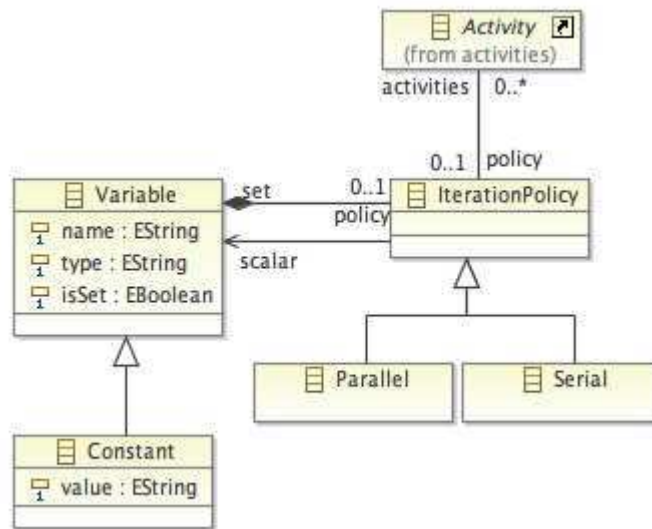 Activity
(from activities)
activities 0..*
0..1 policy
Variable
set 0..1
IterationPolicy
name : EString
policy
type : EString
scalar
isSet : EBoolean
Parallel
Serial
Constant
value : EString